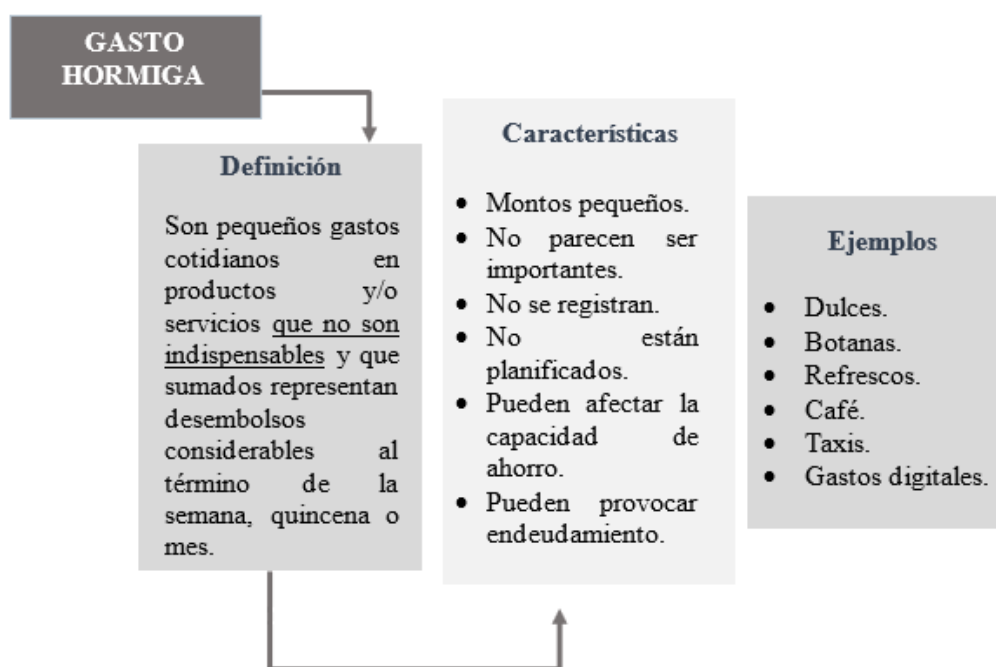 GASTO
HORMIGA
Definición
Son pequeños gastos
cotidianos en
productos y/o
servicios que no son
indispensables y que
sumados representan
desembolsos
considerables al
término de la
semana, quincena o
mes.
Características
• Montos pequeños.
• No parecen ser
importantes.
• No se registran.
• No están
planificados.
• Pueden afectar la
capacidad de
ahorro.
• Pueden provocar
endeudamiento.
Ejemplos
• Dulces.
• Botanas.
• Refrescos.
• Café.
• Taxis.
• Gastos digitales.